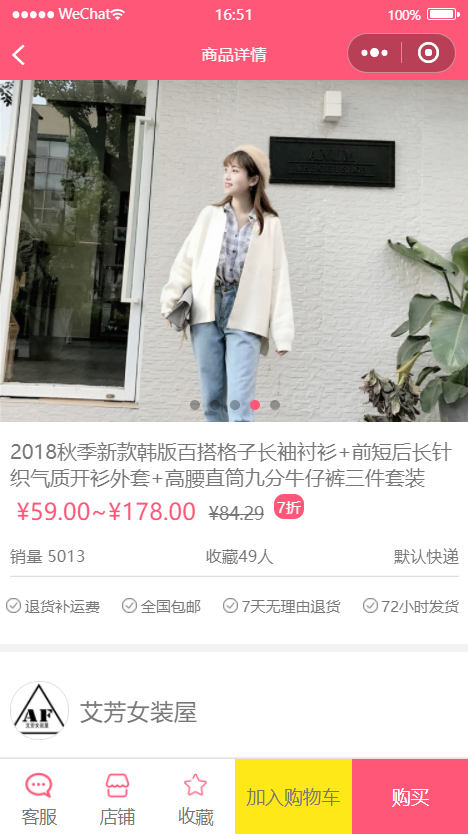 WeChat 16:51 100%
商品详情
2018秋季新款韩版百搭格子长袖衬衫+前短后长针
织气质开衫外套+高腰直筒九分牛仔裤三件套装
¥59.00~¥178.00 ¥84.29 7折
销量 5013 收藏49人 默认快递
退货补运费 全国包邮 7天无理由退货 72小时发货
AF
艾芳女装屋
艾芳女装屋
客服 店铺 收藏 加入购物车 购买